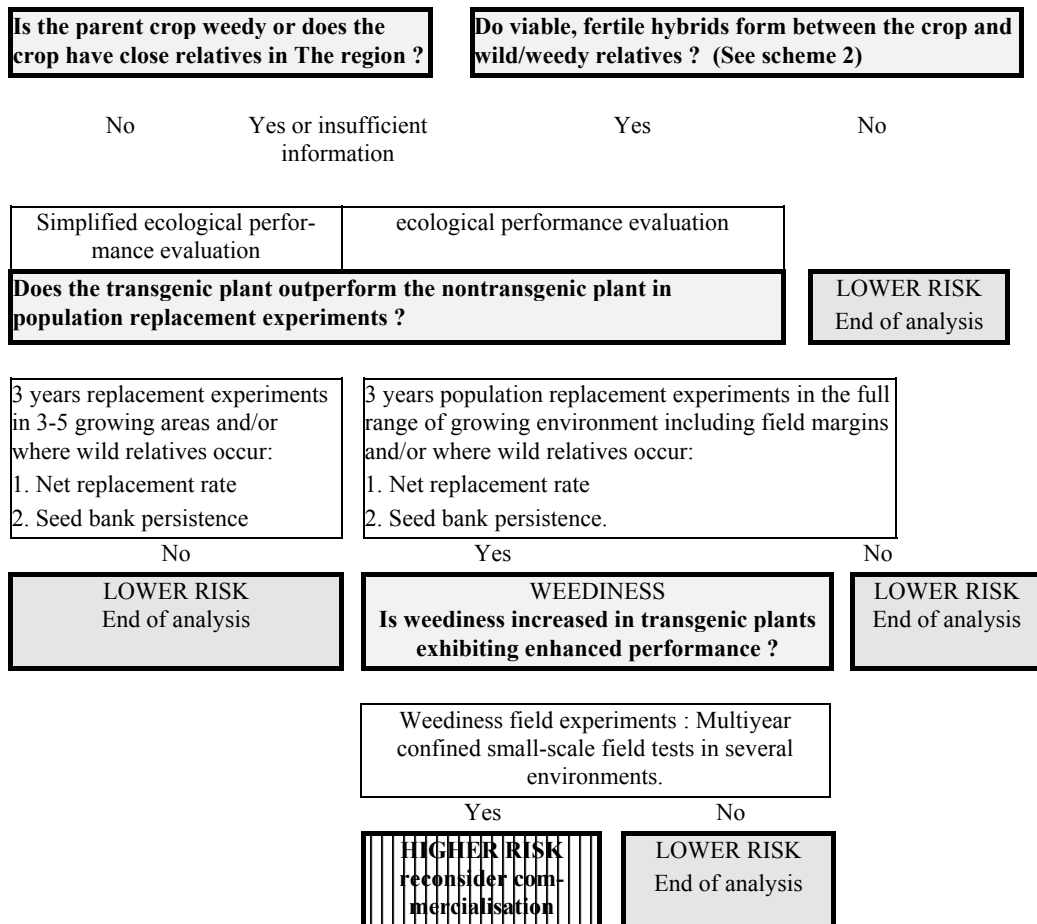 Is the parent crop weedy or does the
crop have close relatives in The region ?
Do viable, fertile hybrids form between the crop and
wild/weedy relatives ? (See scheme 2)
No
Yes or insufficient
information
Yes
No
Simplified ecological perfor-
mance evaluation
ecological performance evaluation
Does the transgenic plant outperform the nontransgenic plant in
population replacement experiments ?
LOWER RISK
End of analysis
3 years replacement experiments
in 3-5 growing areas and/or
where wild relatives occur:
1. Net replacement rate
2. Seed bank persistence
3 years population replacement experiments in the full
range of growing environment including field margins
and/or where wild relatives occur:
1. Net replacement rate
2. Seed bank persistence.
No
Yes
No
LOWER RISK
End of analysis
WEEDINESS
Is weediness increased in transgenic plants
exhibiting enhanced performance ?
LOWER RISK
End of analysis
Weediness field experiments : Multiyear
confined small-scale field tests in several
environments.
Yes
No
HIGHER RISK
reconsider com-
mercialisation
LOWER RISK
End of analysis